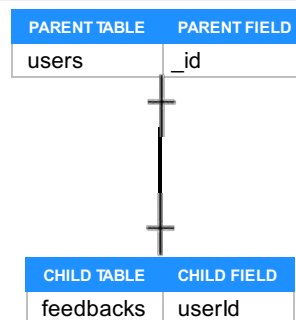 PARENT TABLE PARENT FIELD
users _id
CHILD TABLE CHILD FIELD
feedbacks userId